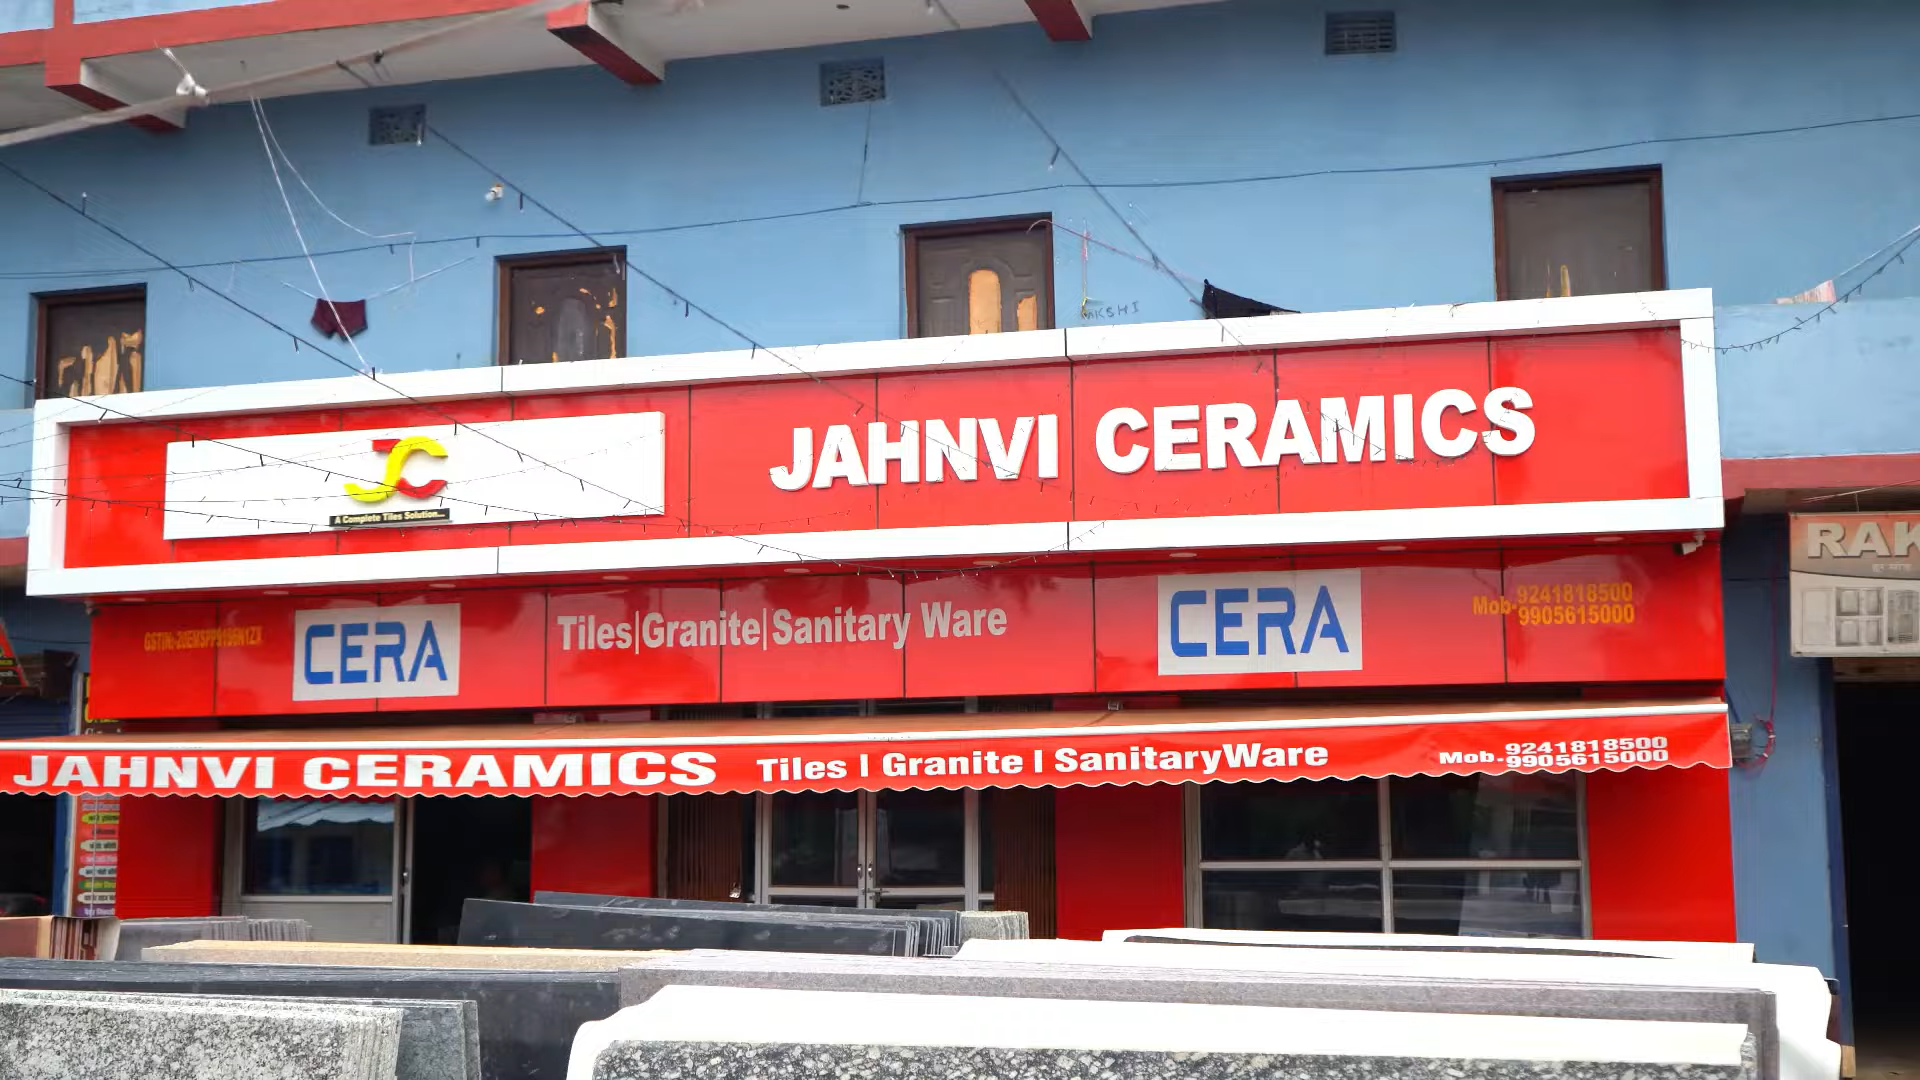 MKSHI
JAHNVI CERAMICS
JC
A Complete Tiles Solution...
RAK
CERA
Tiles|Granite|Sanitary Ware
CERA
Mob- 9241818500
9905615000
JAHNVI CERAMICS Tiles | Granite | SanitaryWare
Mob.- 9241818500
9905615000